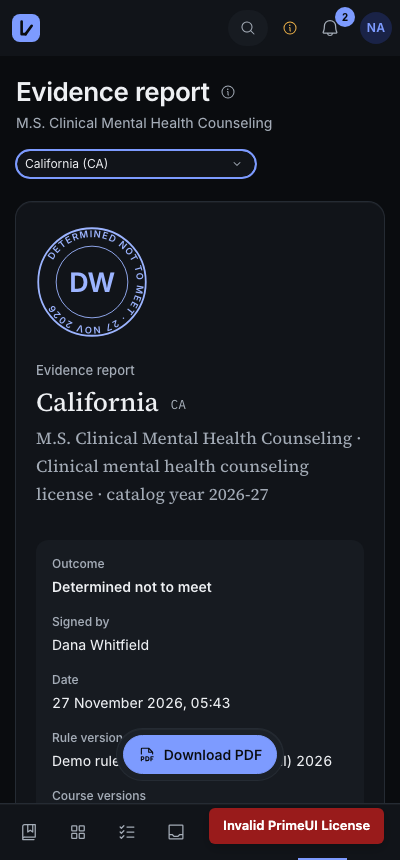 2
NA
Evidence report
M.S. Clinical Mental Health Counseling
California (CA)
DETERMINED NOT TO MEET · 27 NOV 2026
DW
Evidence report
California CA
M.S. Clinical Mental Health Counseling ·
Clinical mental health counseling
license · catalog year 2026-27
Outcome
Determined not to meet
Signed by
Dana Whitfield
Date
27 November 2026, 05:43
Rule version
Demo rule l) 2026
PDF Download PDF
Course versions
Invalid PrimeUI License